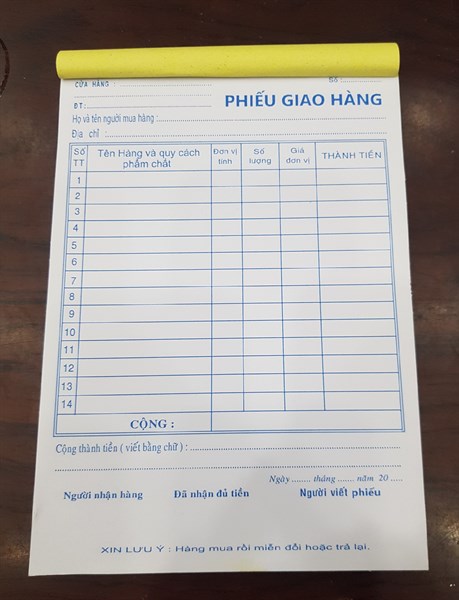 CỬA HÀNG :
Số :
ĐT:
PHIẾU GIAO HÀNG
Họ và tên người mua hàng :
Địa chỉ :
Số TT Tên Hàng và quy cách phẩm chất Đơn vị tính Số lượng Giá đơn vị THÀNH TIỀN
1
2
3
4
5
6
7
8
9
10
11
12
13
14
CỘNG :
Cộng thành tiền ( viết bằng chữ ) :
Ngày ........ tháng ....... năm 20 .....
Người nhận hàng Đã nhận đủ tiền Người viết phiếu
XIN LƯU Ý : Hàng mua rồi miễn đổi hoặc trả lại.